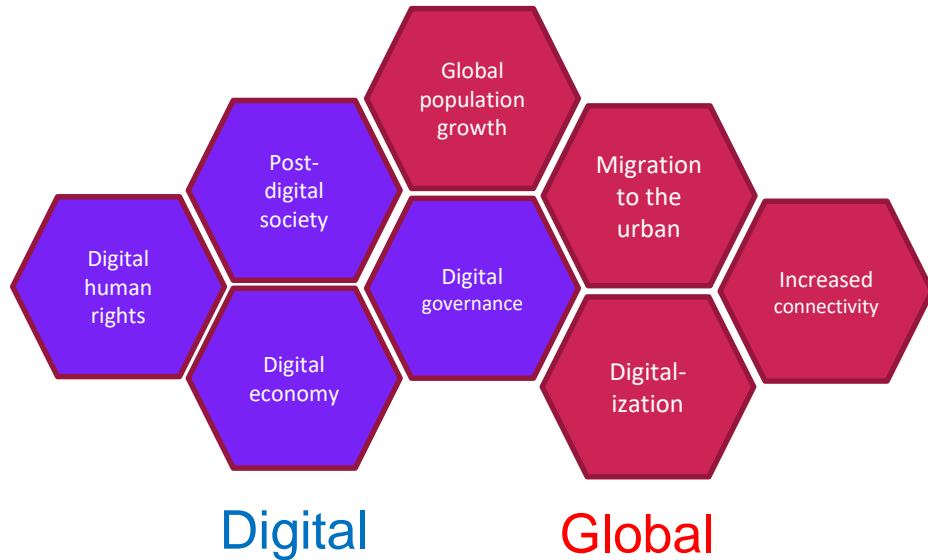 Global
population
growth
Post-
digital
society
Migration
to the
urban
Digital
human
rights
Digital
governance
Increased
connectivity
Digital
economy
Digital-
ization
Digital
Global